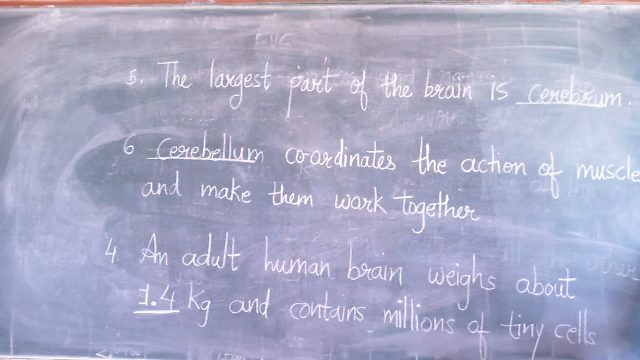 5. The largest part of the brain is cerebrum.
6 Cerebellum co-ordinates the action of muscle
and make them work together.
4. An adult human brain weighs about
1.4 Kg and contains millions of tiny cells